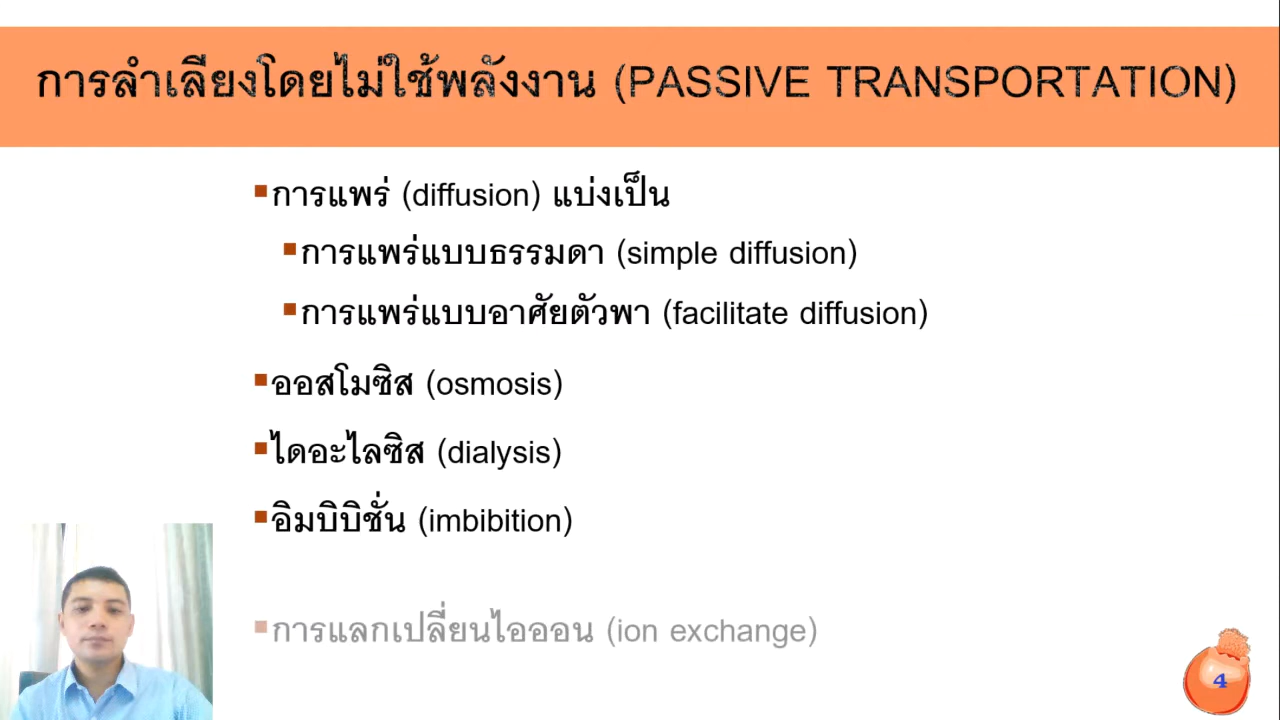 การลำเลียงโดยไม่ใช้พลังงาน (PASSIVE TRANSPORTATION)
▪การแพร่ (diffusion) แบ่งเป็น
▪การแพร่แบบธรรมดา (simple diffusion)
▪การแพร่แบบอาศัยตัวพา (facilitate diffusion)
▪ออสโมซิส (osmosis)
▪ไดอะไลซิส (dialysis)
▪อิมบิบิชั่น (imbibition)
▪การแลกเปลี่ยนไอออน (ion exchange)
4